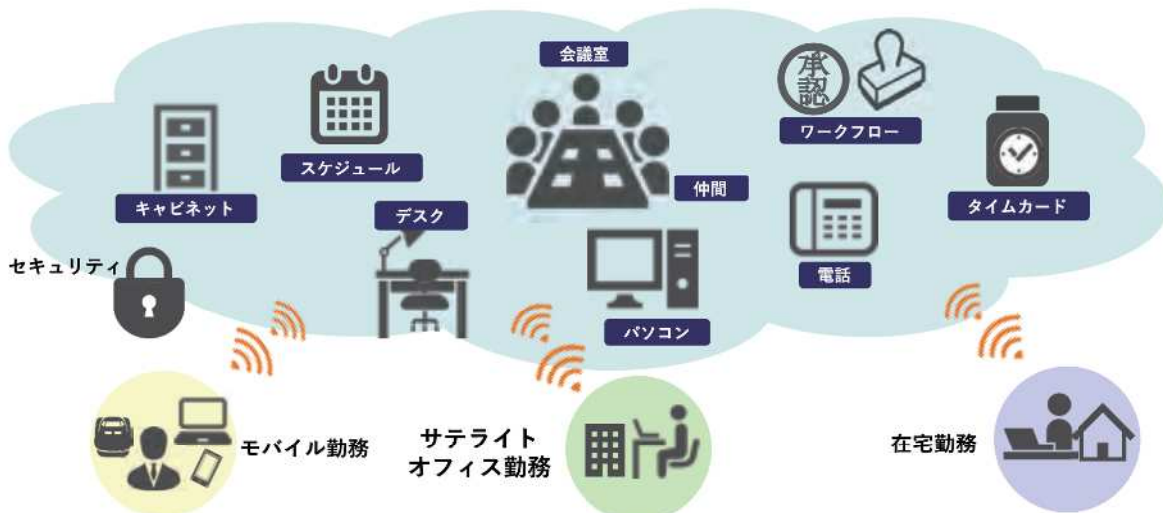 会議室
承認
ワークフロー
スケジュール
キャビネット
デスク
仲間
タイムカード
セキュリティ
電話
パソコン
モバイル勤務
サテライト
オフィス勤務
在宅勤務